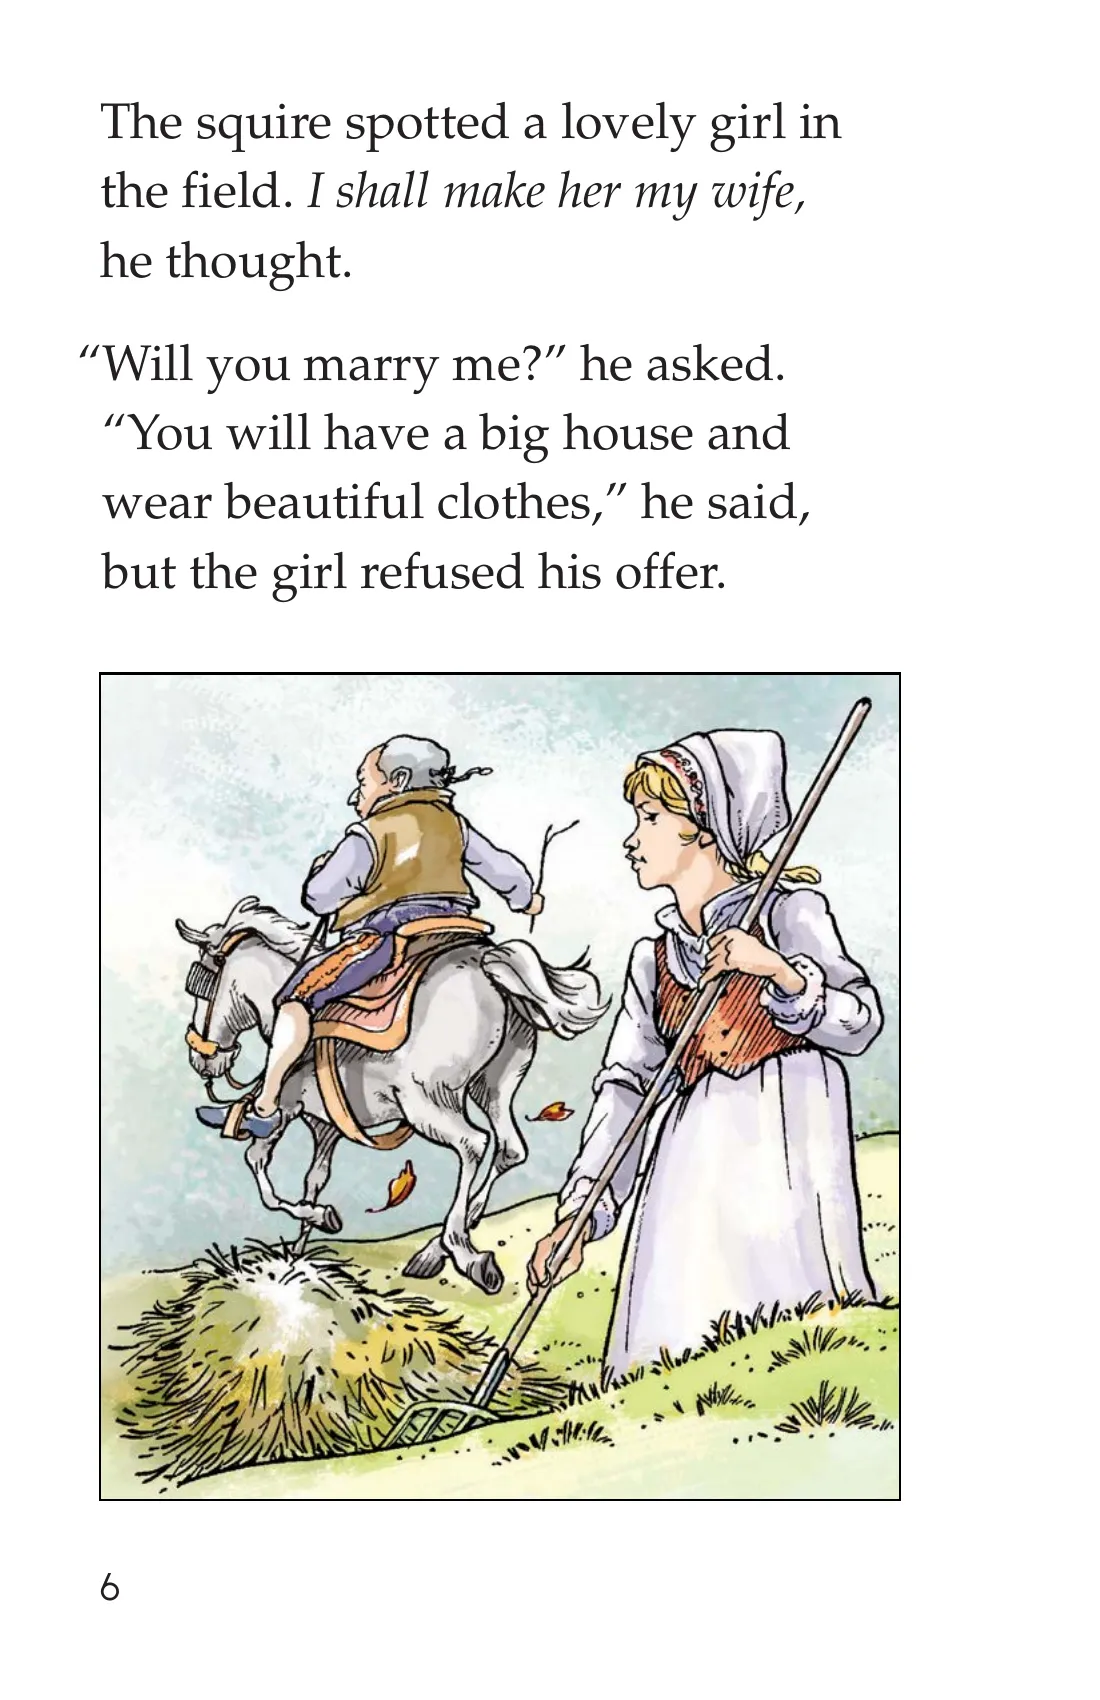 The squire spotted a lovely girl in
the field. I shall make her my wife,
he thought.
“Will you marry me?” he asked.
“You will have a big house and
wear beautiful clothes,” he said,
but the girl refused his offer.
6